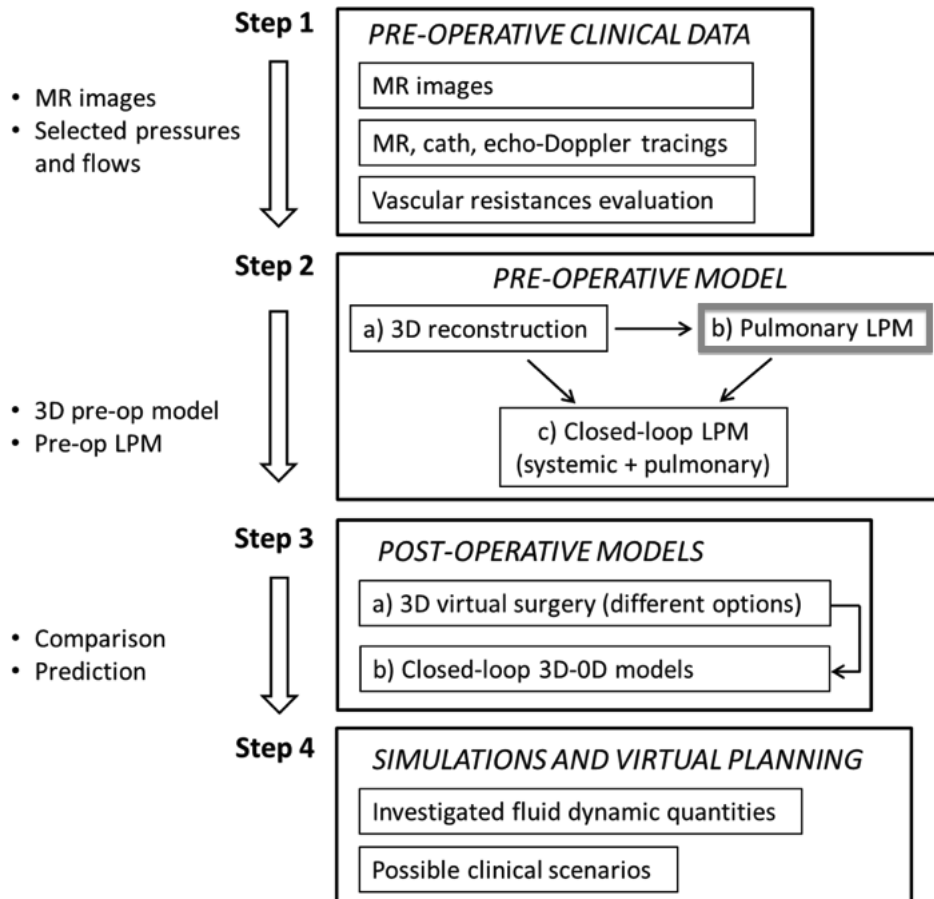 Step 1
PRE-OPERATIVE CLINICAL DATA
MR images
MR, cath, echo-Doppler tracings
Vascular resistances evaluation
• MR images
• Selected pressures
and flows
Step 2
PRE-OPERATIVE MODEL
a) 3D reconstruction
b) Pulmonary LPM
c) Closed-loop LPM
(systemic + pulmonary)
• 3D pre-op model
• Pre-op LPM
Step 3
POST-OPERATIVE MODELS
a) 3D virtual surgery (different options)
b) Closed-loop 3D-0D models
• Comparison
• Prediction
Step 4
SIMULATIONS AND VIRTUAL PLANNING
Investigated fluid dynamic quantities
Possible clinical scenarios